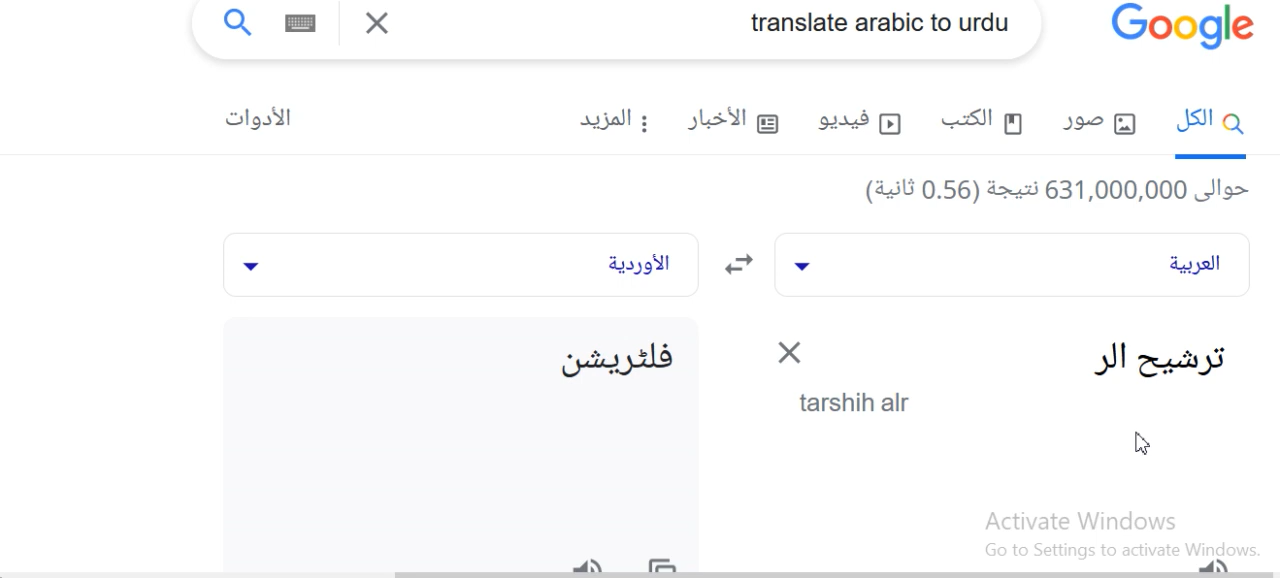 translate arabic to urdu
Google
الكل صور الكتب فيديو الأخبار المزيد الأدوات
حوالى 631,000,000 نتيجة (0.56 ثانية)
العربية الأوردية
ترشيح الر
tarshih alr
فلٹریشن
Activate Windows
Go to Settings to activate Windows.